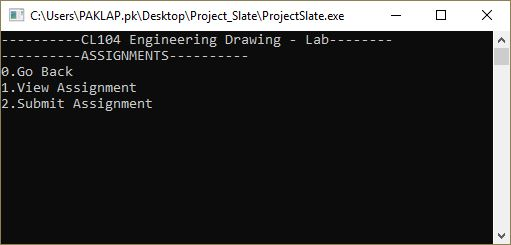 C:\Users\PAKLAP.pk\Desktop\Project_Slate\ProjectSlate.exe
----------CL104 Engineering Drawing - Lab--------
----------ASSIGNMENTS----------
0.Go Back
1.View Assignment
2.Submit Assignment